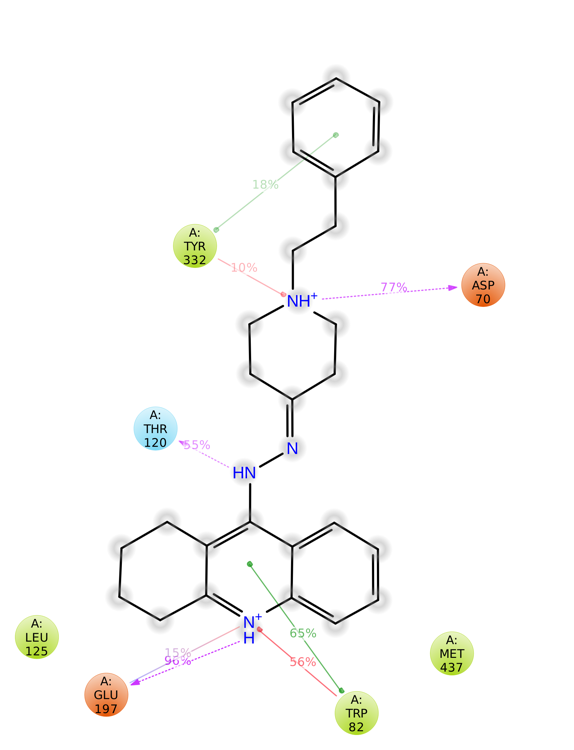 18%
A:
TYR
332
10%
NH+
77%
A:
ASP
70
A:
THR
120
55%
N
HN
N+
H
65%
15%
96%
56%
A:
LEU
125
A:
MET
437
A:
GLU
197
A:
TRP
82